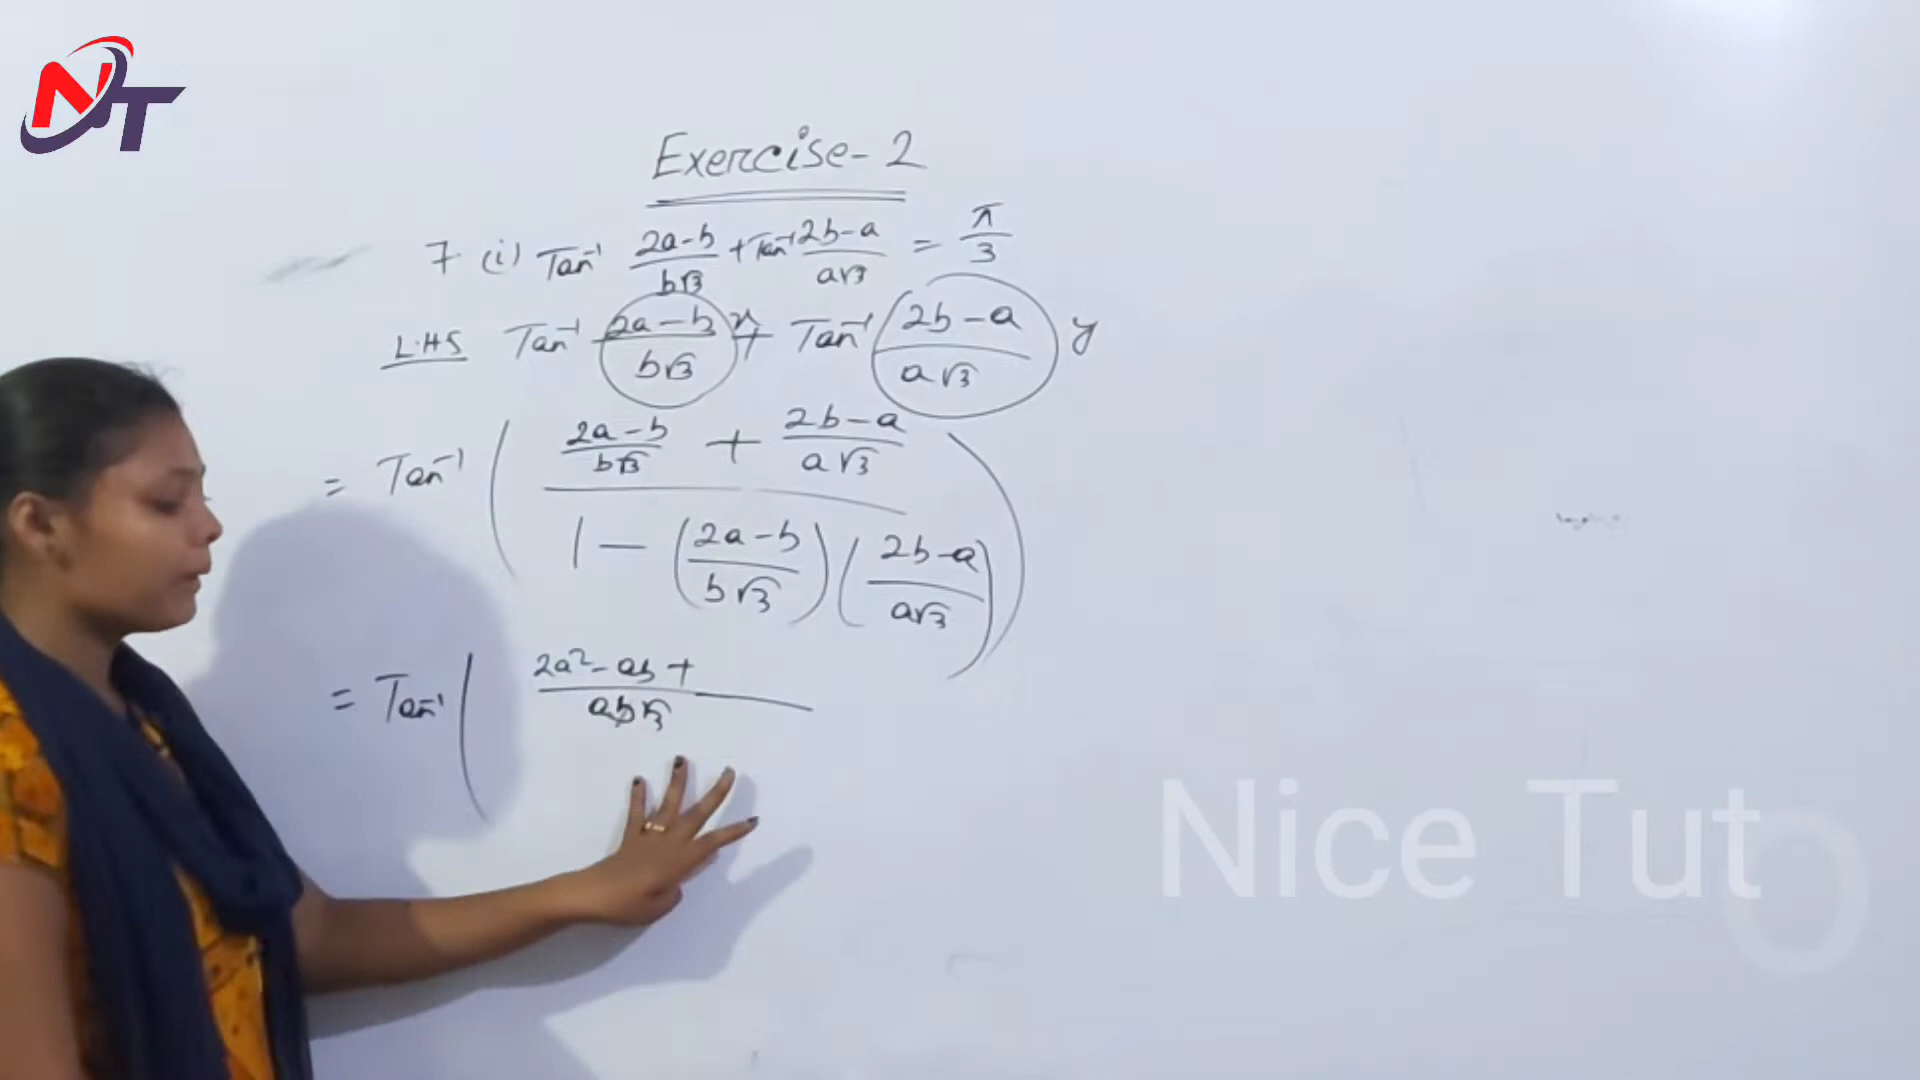 NT
Exercise-2
7 (i) Tan⁻¹ (2a-b)/(b√3) + Tan⁻¹ (2b-a)/(a√3) = π/3
L.H.S Tan⁻¹ (2a-b)/(b√3) x + Tan⁻¹ (2b-a)/(a√3) y
= Tan⁻¹ ( ((2a-b)/(b√3) + (2b-a)/(a√3)) / (1 - ((2a-b)/(b√3)) ((2b-a)/(a√3))) )
= Tan⁻¹ ( (2a²-ab+)/(ab√3)
Nice Tut